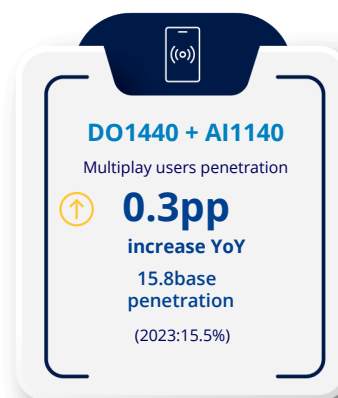 DO1440 + AI1140
Multiplay users penetration
0.3pp
increase YoY
15.8base
penetration
(2023:15.5%)